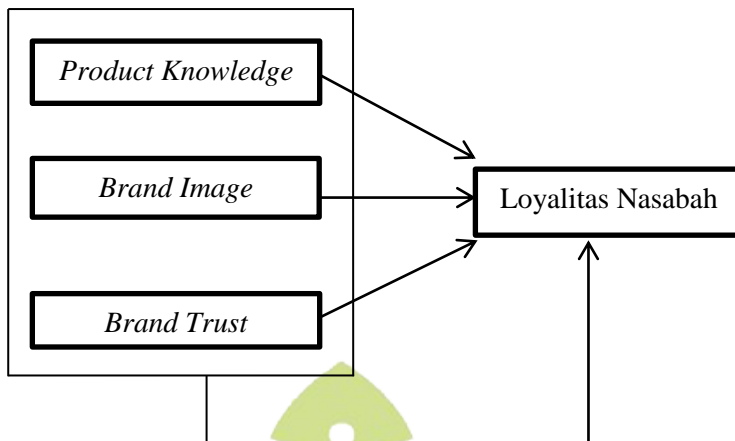 Product Knowledge
Brand Image
Loyalitas Nasabah
Brand Trust